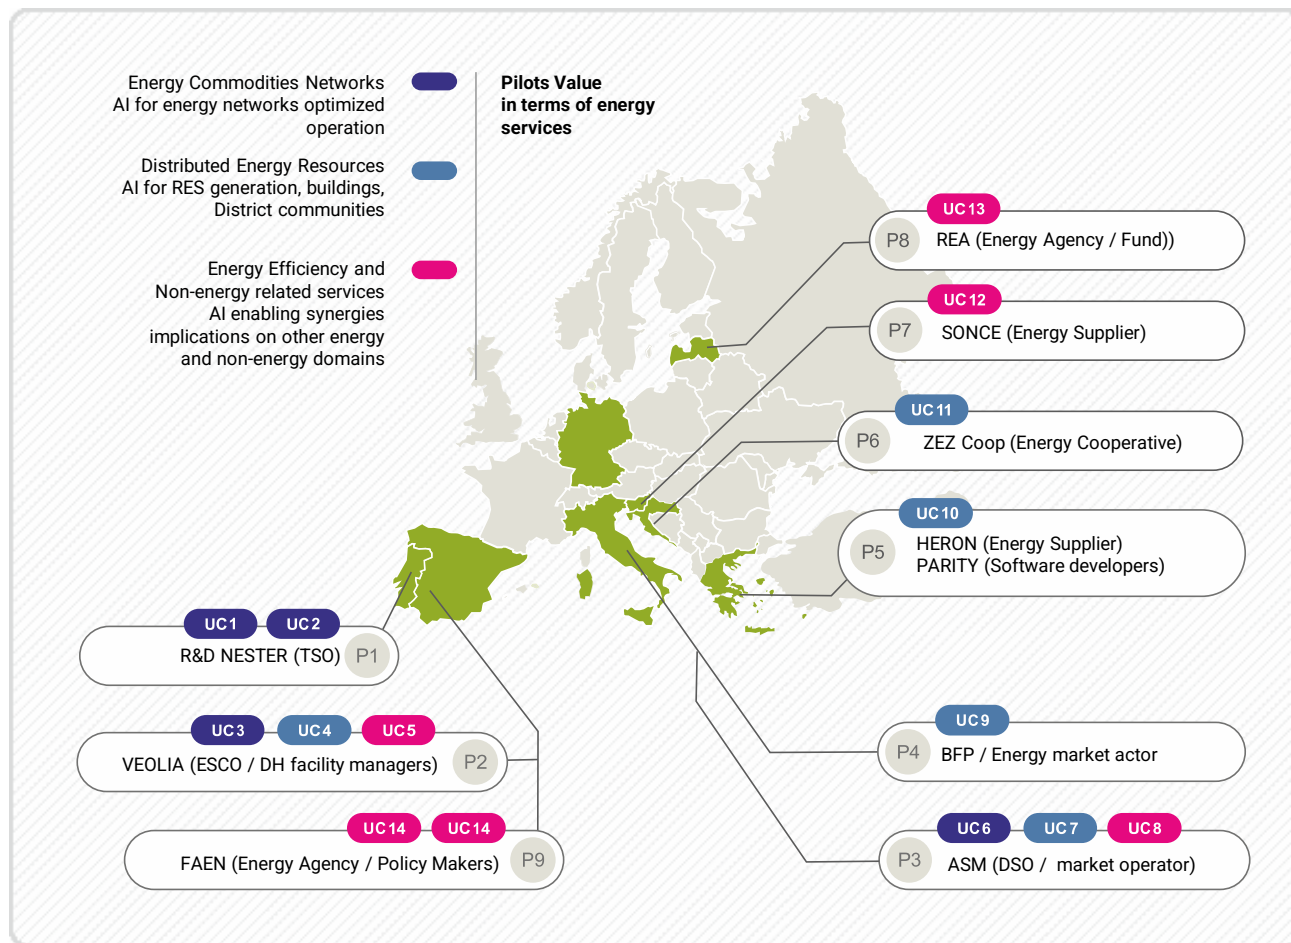 Energy Commodities Networks
AI for energy networks optimized
operation
Distributed Energy Resources
AI for RES generation, buildings,
District communities
Energy Efficiency and
Non-energy related services
AI enabling synergies
implications on other energy
and non-energy domains
Pilots Value
in terms of energy
services
UC13
P8
REA (Energy Agency / Fund))
UC12
P7
SONCE (Energy Supplier)
UC11
P6
ZEZ Coop (Energy Cooperative)
UC10
P5
HERON (Energy Supplier)
PARITY (Software developers)
UC1 UC2
R&D NESTER (TSO) P1
UC3 UC4 UC5
VEOLIA (ESCO / DH facility managers) P2
UC14 UC14
FAEN (Energy Agency / Policy Makers) P9
UC9
P4 BFP / Energy market actor
UC6 UC7 UC8
P3 ASM (DSO / market operator)